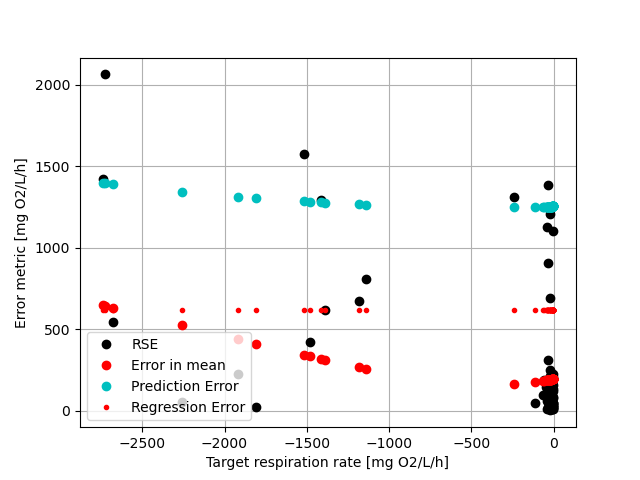 2000
1500
1000
500
0
Error metric [mg O2/L/h]
RSE
Error in mean
Prediction Error
Regression Error
−2500 −2000 −1500 −1000 −500 0
Target respiration rate [mg O2/L/h]